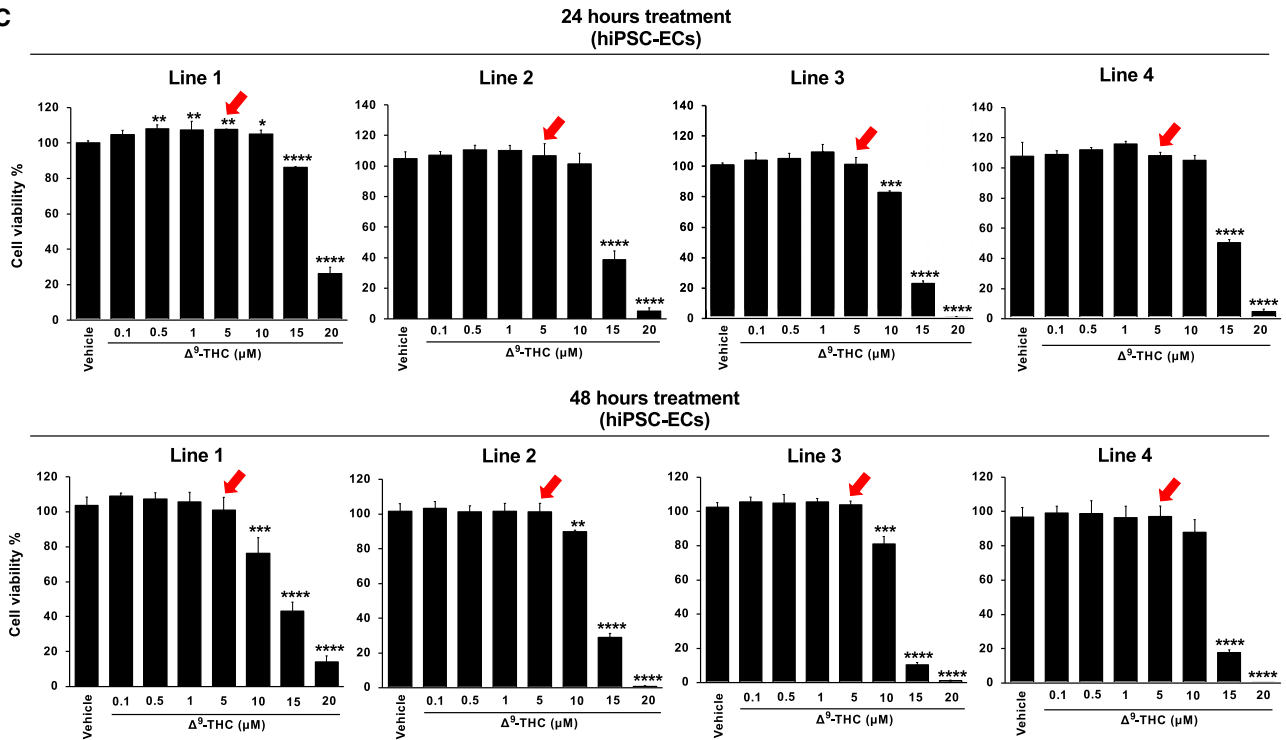 C
24 hours treatment
(hiPSC-ECs)
Line 1
Line 2
Line 3
Line 4
Cell viability %
120
100
80
60
40
20
0
** ** ** * **** ****
Vehicle 0.1 0.5 1 5 10 15 20
Δ⁹-THC (µM)
140
120
100
80
60
40
20
0
**** ****
Vehicle 0.1 0.5 1 5 10 15 20
Δ⁹-THC (µM)
140
120
100
80
60
40
20
0
*** **** ****
Vehicle 0.1 0.5 1 5 10 15 20
Δ⁹-THC (µM)
140
120
100
80
60
40
20
0
**** ****
Vehicle 0.1 0.5 1 5 10 15 20
Δ⁹-THC (µM)
48 hours treatment
(hiPSC-ECs)
Line 1
Line 2
Line 3
Line 4
Cell viability %
120
100
80
60
40
20
0
*** **** ****
Vehicle 0.1 0.5 1 5 10 15 20
Δ⁹-THC (µM)
120
100
80
60
40
20
0
** **** ****
Vehicle 0.1 0.5 1 5 10 15 20
Δ⁹-THC (µM)
120
100
80
60
40
20
0
*** **** ****
Vehicle 0.1 0.5 1 5 10 15 20
Δ⁹-THC (µM)
120
100
80
60
40
20
0
**** ****
Vehicle 0.1 0.5 1 5 10 15 20
Δ⁹-THC (µM)